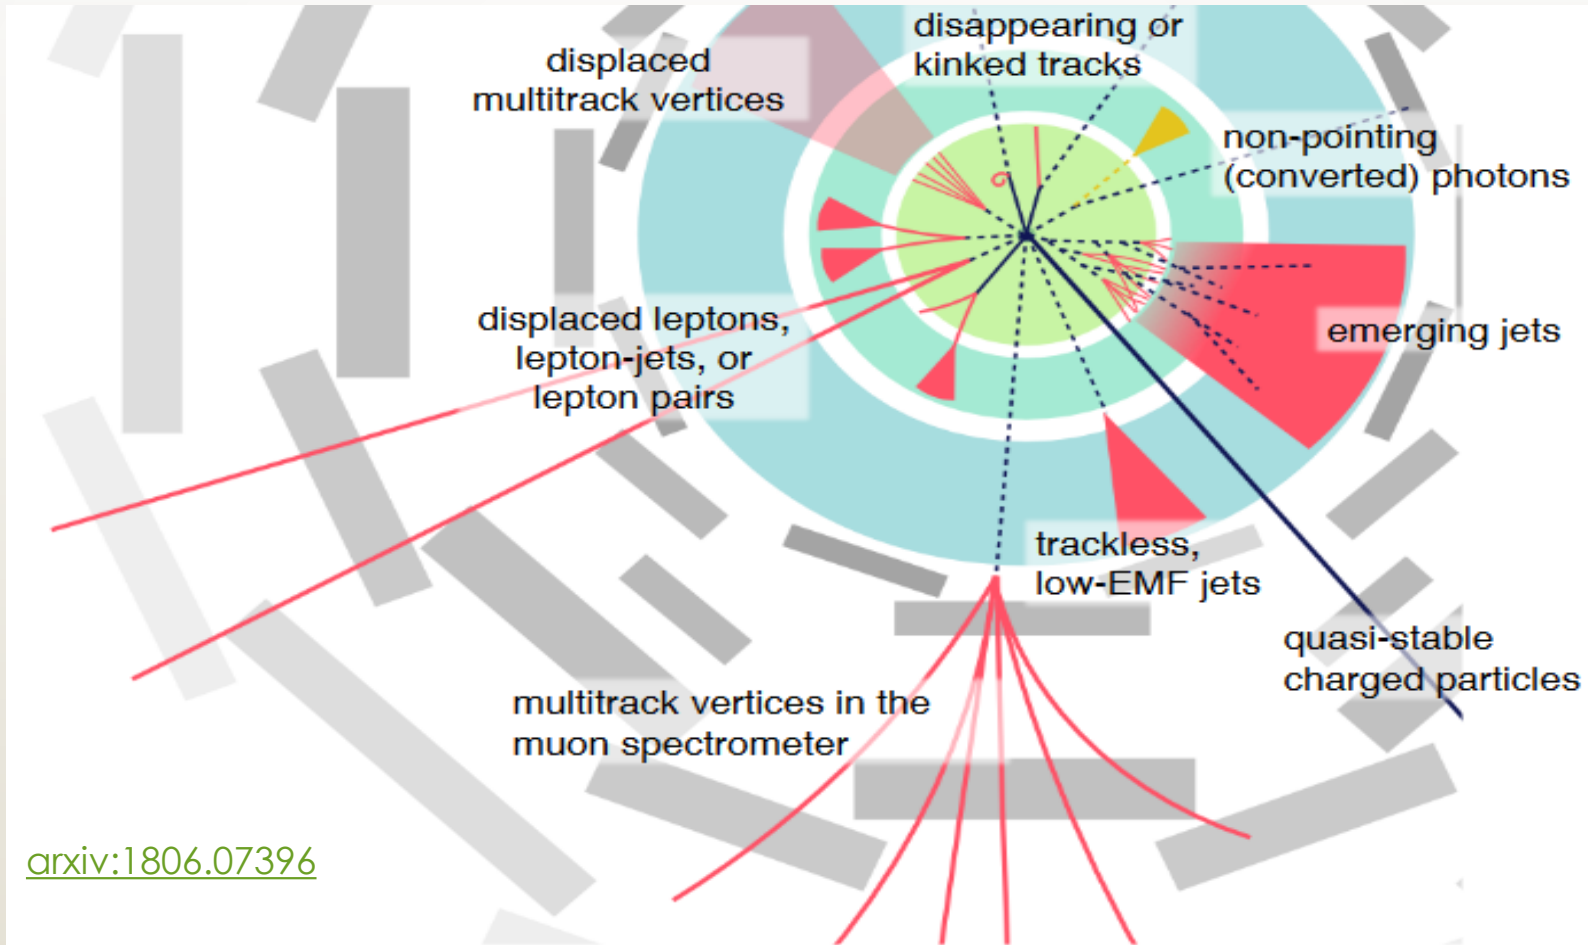 disappearing or
kinked tracks
displaced
multitrack vertices
non-pointing
(converted) photons
displaced leptons,
lepton-jets, or
lepton pairs
emerging jets
trackless,
low-EMF jets
quasi-stable
charged particles
multitrack vertices in the
muon spectrometer
arxiv:1806.07396